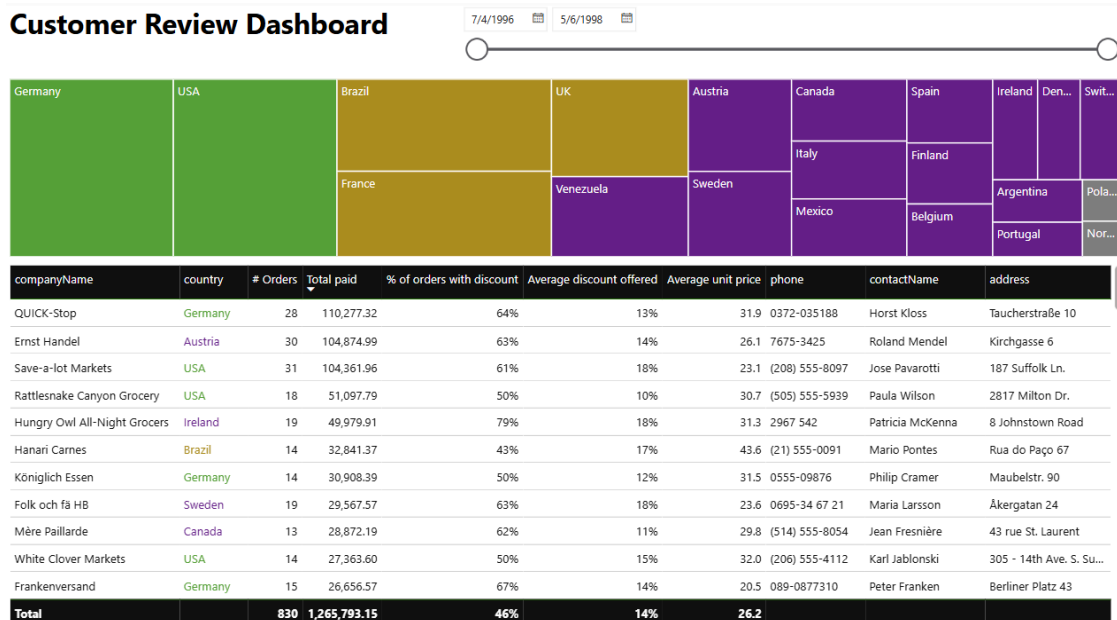 Customer Review Dashboard
7/4/1996 5/6/1998
Germany USA Brazil UK Austria Canada Spain Ireland Den... Swit...
Italy Finland
France Venezuela Sweden Argentina Pola...
Mexico Belgium
Portugal Nor...
companyName country # Orders Total paid % of orders with discount Average discount offered Average unit price phone contactName address
QUICK-Stop Germany 28 110,277.32 64% 13% 31.9 0372-035188 Horst Kloss Taucherstraße 10
Ernst Handel Austria 30 104,874.99 63% 14% 26.1 7675-3425 Roland Mendel Kirchgasse 6
Save-a-lot Markets USA 31 104,361.96 61% 18% 23.1 (208) 555-8097 Jose Pavarotti 187 Suffolk Ln.
Rattlesnake Canyon Grocery USA 18 51,097.79 50% 10% 30.7 (505) 555-5939 Paula Wilson 2817 Milton Dr.
Hungry Owl All-Night Grocers Ireland 19 49,979.91 79% 18% 31.3 2967 542 Patricia McKenna 8 Johnstown Road
Hanari Carnes Brazil 14 32,841.37 43% 17% 43.6 (21) 555-0091 Mario Pontes Rua do Paço 67
Königlich Essen Germany 14 30,908.39 50% 12% 31.5 0555-09876 Philip Cramer Maubelstr. 90
Folk och fä HB Sweden 19 29,567.57 63% 18% 23.6 0695-34 67 21 Maria Larsson Åkergatan 24
Mère Paillarde Canada 13 28,872.19 62% 11% 29.8 (514) 555-8054 Jean Fresnière 43 rue St. Laurent
White Clover Markets USA 14 27,363.60 50% 15% 32.0 (206) 555-4112 Karl Jablonski 305 - 14th Ave. S. Su...
Frankenversand Germany 15 26,656.57 67% 14% 20.5 089-0877310 Peter Franken Berliner Platz 43
Total 830 1,265,793.15 46% 14% 26.2